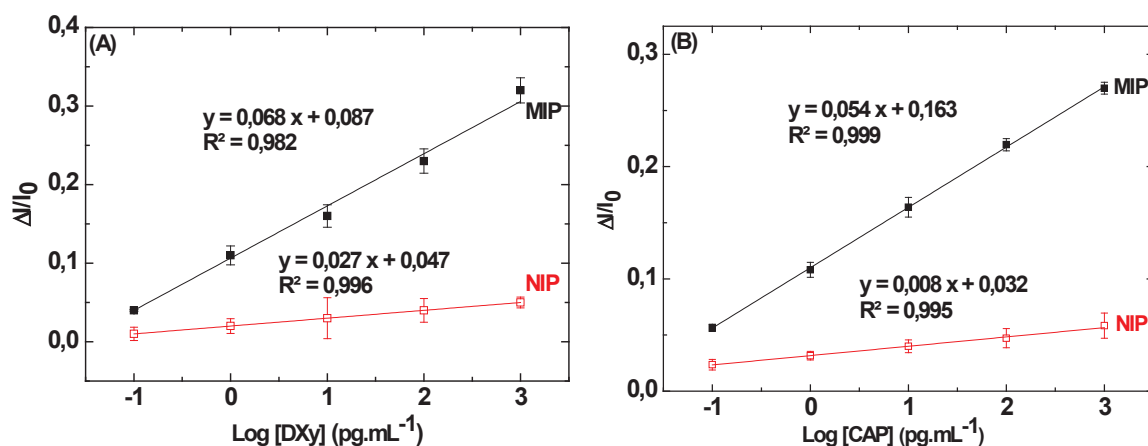 (A)
0,4
0,3
0,2
0,1
0,0
ΔI/I₀
y = 0,068 x + 0,087
R² = 0,982
MIP
y = 0,027 x + 0,047
R² = 0,996
NIP
-1 0 1 2 3
Log [DXy] (pg.mL⁻¹)
(B)
0,3
0,2
0,1
0,0
ΔI/I₀
y = 0,054 x + 0,163
R² = 0,999
MIP
y = 0,008 x + 0,032
R² = 0,995
NIP
-1 0 1 2 3
Log [CAP] (pg.mL⁻¹)